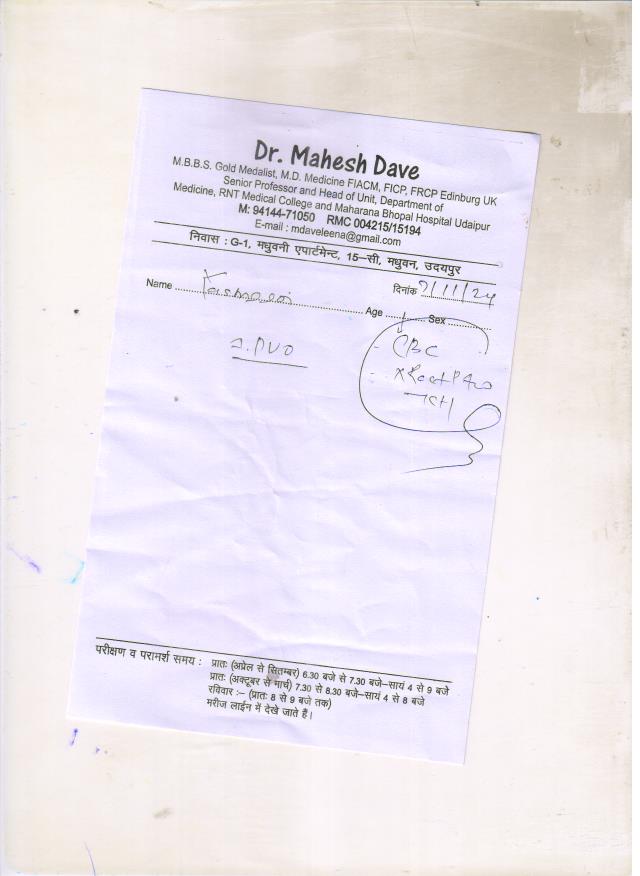 Dr. Mahesh Dave
M.B.B.S. Gold Medalist, M.D. Medicine FIACM, FICP, FRCP Edinburg UK
Senior Professor and Head of Unit, Department of
Medicine, RNT Medical College and Maharana Bhopal Hospital Udaipur
M: 94144-71050 RMC 004215/15194
E-mail : mdaveleena@gmail.com
निवास : G-1, मधुवनी एपार्टमेन्ट, 15–सी, मधुवन, उदयपुर
दिनांक /11/24
Name Age Sex
CBC
परीक्षण व परामर्श समय : प्रातः (अप्रेल से सितम्बर) 6.30 बजे से 7.30 बजे–सायं 4 से 9 बजे
प्रातः (अक्टूबर से मार्च) 7.30 से 8.30 बजे–सायं 4 से 8 बजे
रविवार :– (प्रातः 8 से 9 बजे तक)
मरीज लाईन में देखे जाते हैं।